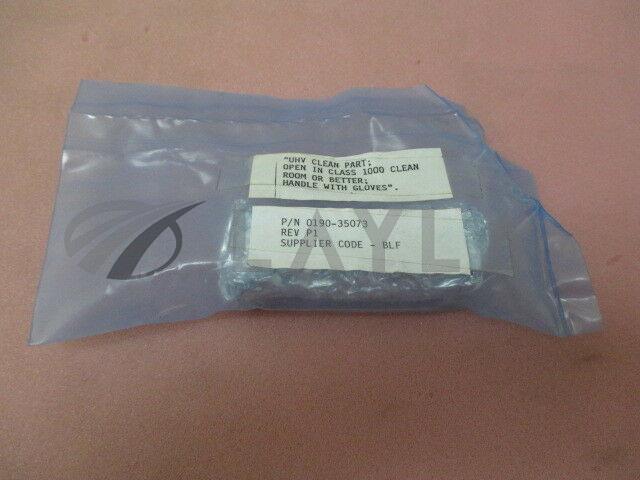 "UHV CLEAN PART;
OPEN IN CLASS 1000 CLEAN
ROOM OR BETTER;
HANDLE WITH GLOVES".
P/N 0190-35073
REV P1
SUPPLIER CODE - BLF